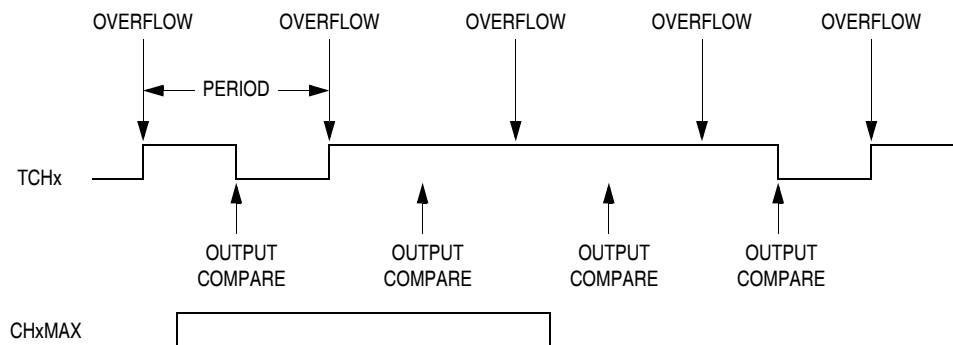 OVERFLOW OVERFLOW OVERFLOW OVERFLOW OVERFLOW
PERIOD
TCHx
OUTPUT COMPARE
OUTPUT COMPARE
OUTPUT COMPARE
OUTPUT COMPARE
CHxMAX